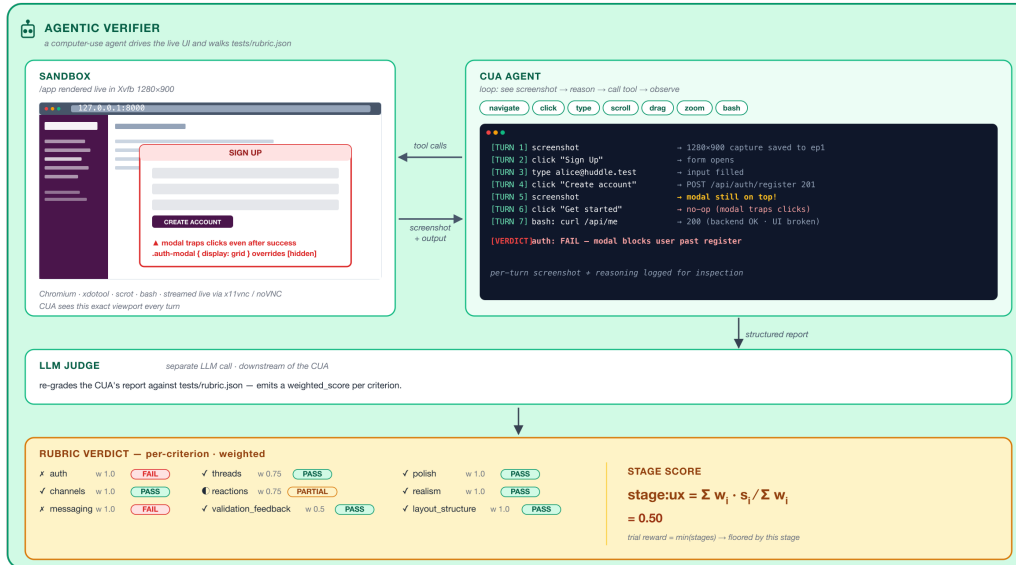 AGENTIC VERIFIER
a computer-use agent drives the live UI and walks tests/rubric.json
SANDBOX
/app rendered live in Xvfb 1280×900
127.0.0.1:8000
SIGN UP
CREATE ACCOUNT
▲ modal traps clicks even after success
.auth-modal { display: grid } overrides [hidden]
Chromium · xdotool · scrot · bash · streamed live via x11vnc / noVNC
CUA sees this exact viewport every turn
tool calls
screenshot
+ output
CUA AGENT
loop: see screenshot → reason → call tool → observe
navigate click type scroll drag zoom bash
[TURN 1] screenshot → 1280×900 capture saved to ep1
[TURN 2] click "Sign Up" → form opens
[TURN 3] type alice@huddle.test → input filled
[TURN 4] click "Create account" → POST /api/auth/register 201
[TURN 5] screenshot → modal still on top!
[TURN 6] click "Get started" → no-op (modal traps clicks)
[TURN 7] bash: curl /api/me → 200 (backend OK · UI broken)
[VERDICT]auth: FAIL — modal blocks user past register
per-turn screenshot + reasoning logged for inspection
structured report
LLM JUDGE separate LLM call · downstream of the CUA
re-grades the CUA's report against tests/rubric.json — emits a weighted_score per criterion.
RUBRIC VERDICT — per-criterion · weighted
✗ auth w 1.0 FAIL ✓ threads w 0.75 PASS ✓ polish w 1.0 PASS
✓ channels w 1.0 PASS ◐ reactions w 0.75 PARTIAL ✓ realism w 1.0 PASS
✗ messaging w 1.0 FAIL ✓ validation_feedback w 0.5 PASS ✓ layout_structure w 1.0 PASS
STAGE SCORE
stage:ux = Σ wi · si / Σ wi
= 0.50
trial reward = min(stages) → floored by this stage